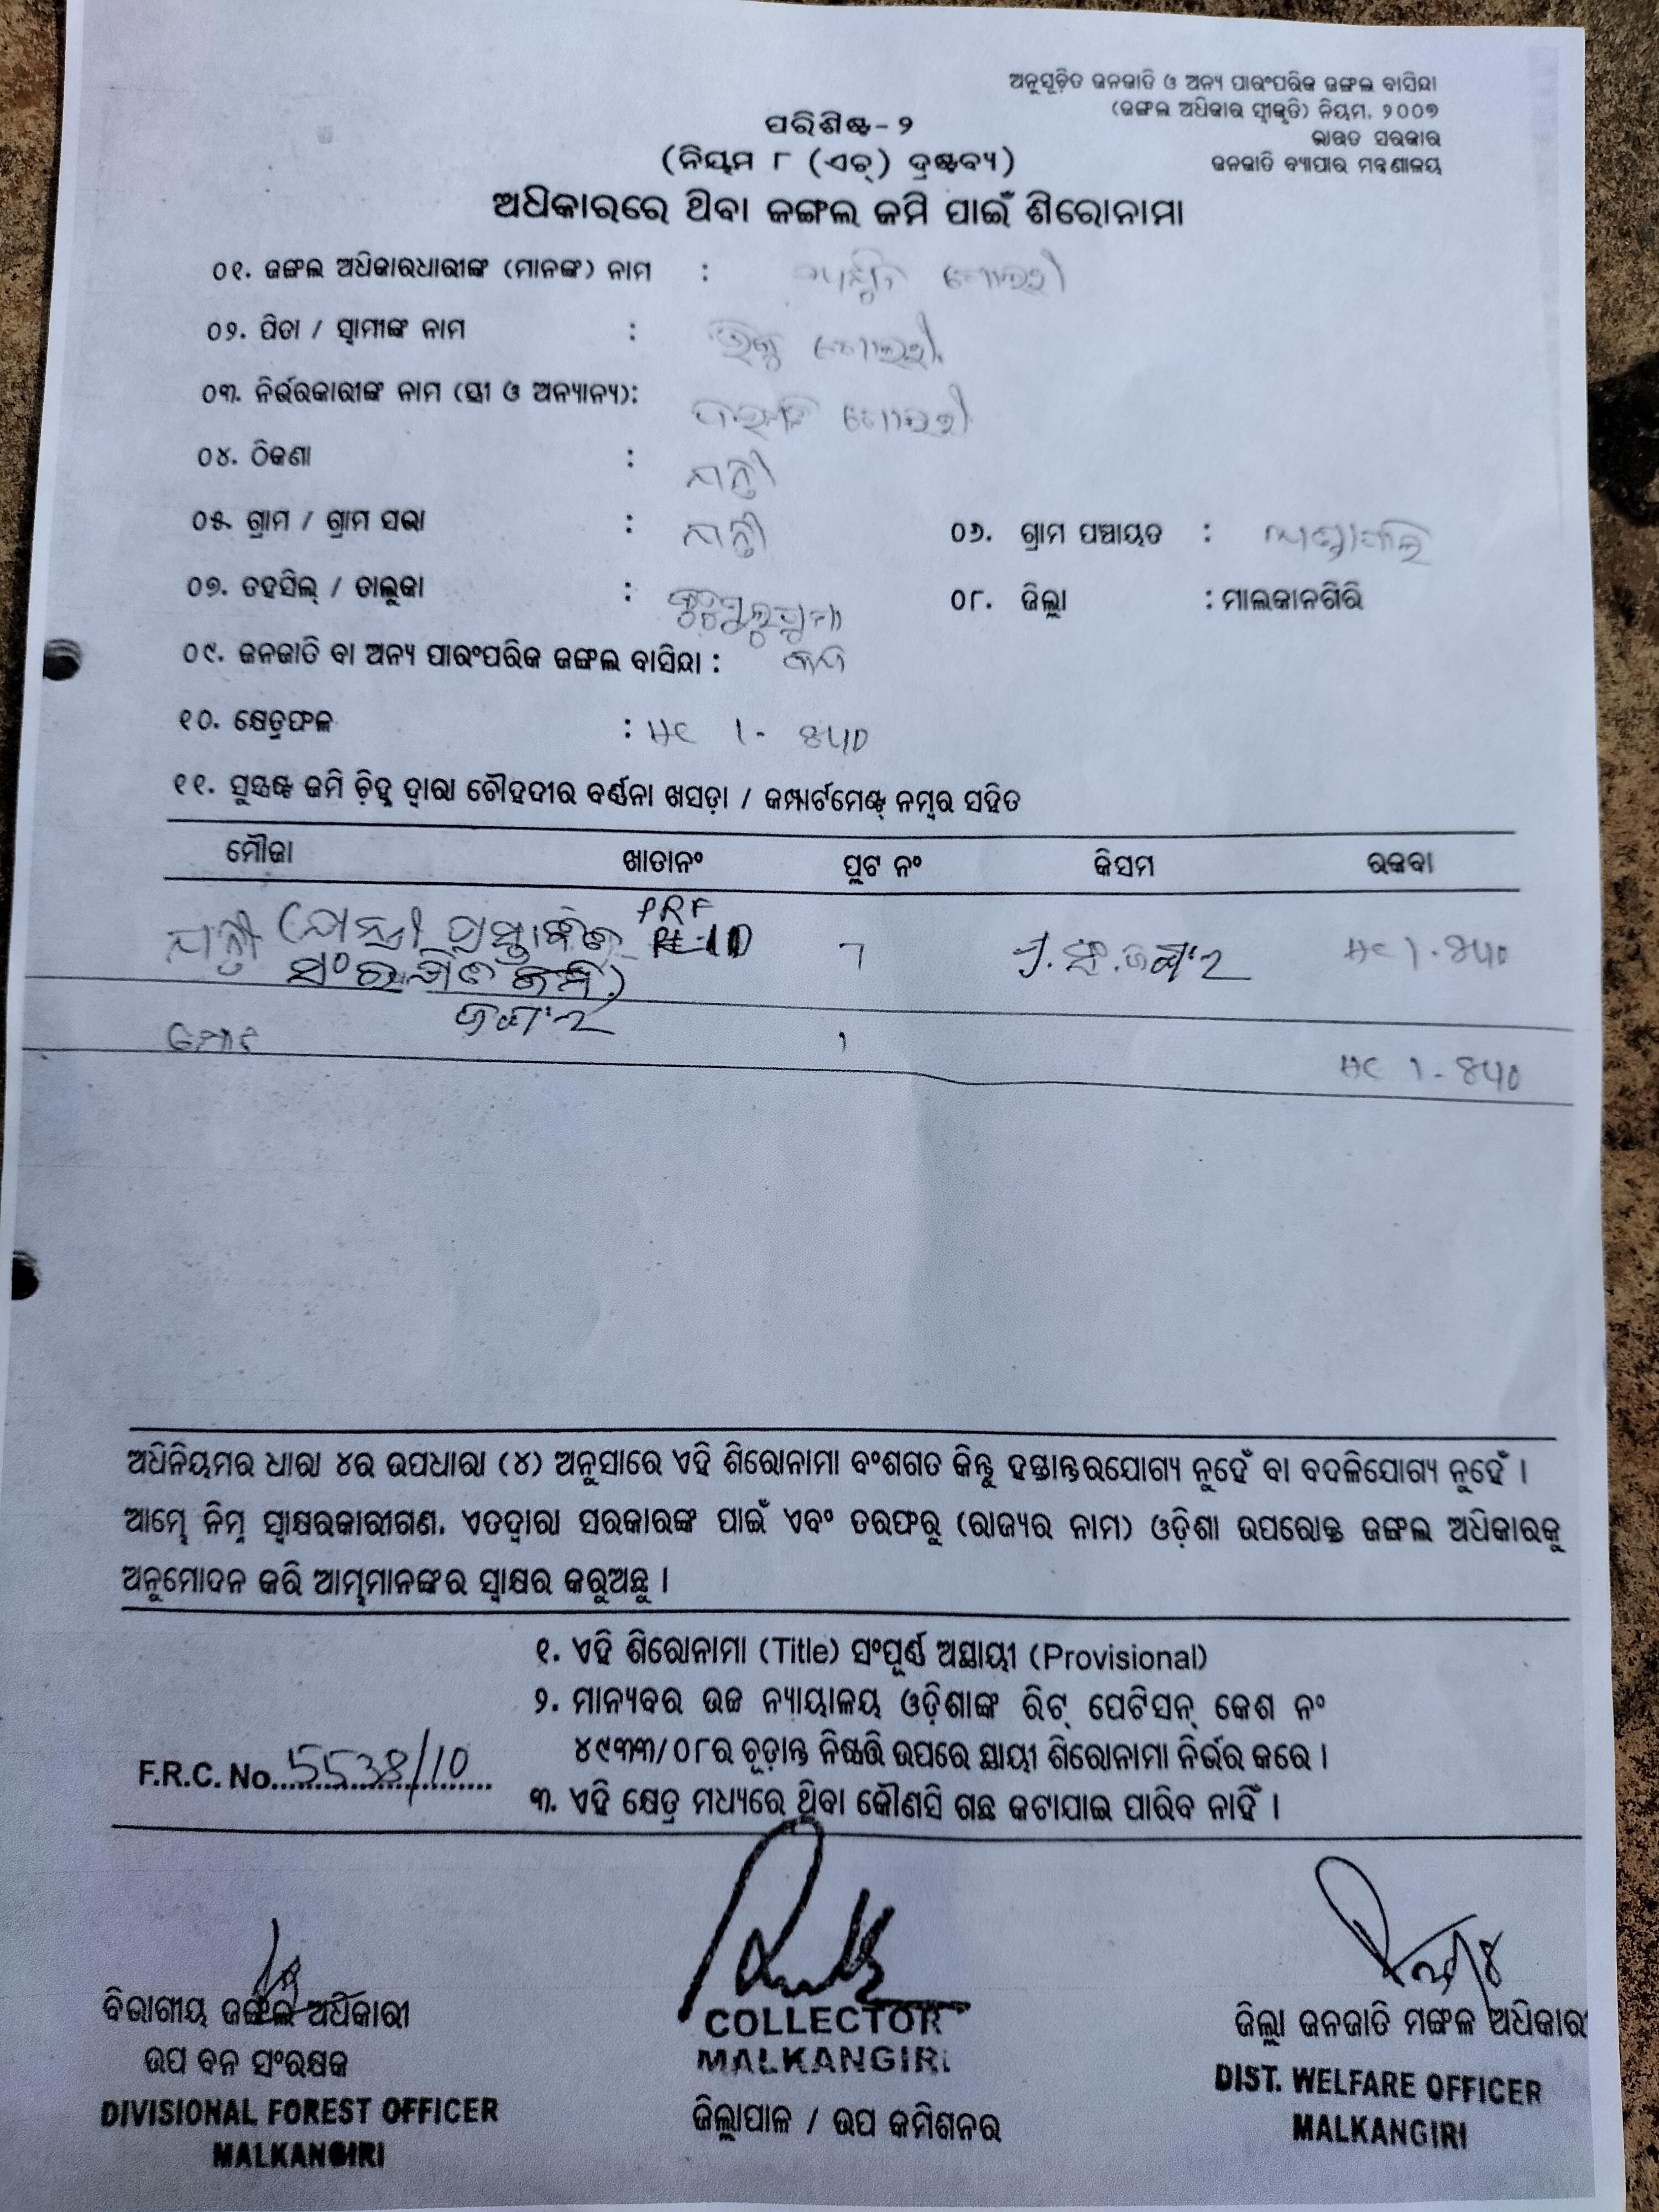 ଅନୁସୂଚିତ ଜନଜାତି ଓ ଅନ୍ୟ ପାରଂପରିକ ଜଙ୍ଗଲ ବାସିନ୍ଦା
(ଜଙ୍ଗଲ ଅଧିକାର ସ୍ୱୀକୃତି) ନିୟମ, ୨୦୦୭
ଭାରତ ସରକାର
ଜନଜାତି ବ୍ୟାପାର ମନ୍ତ୍ରଣାଳୟ
ପରିଶିଷ୍ଟ-୨
(ନିୟମ ୮ (ଏଚ୍) ଦ୍ରଷ୍ଟବ୍ୟ)
ଅଧିକାରରେ ଥିବା ଜଙ୍ଗଲ ଜମି ପାଇଁ ଶିରୋନାମା
୦୧. ଜଙ୍ଗଲ ଅଧିକାରଧାରୀଙ୍କ (ମାନଙ୍କ) ନାମ :
୦୨. ପିତା / ସ୍ୱାମୀଙ୍କ ନାମ :
୦୩. ନିର୍ଭରକାରୀଙ୍କ ନାମ (ସ୍ତ୍ରୀ ଓ ଅନ୍ୟାନ୍ୟ):
୦୪. ଠିକଣା :
୦୫. ଗ୍ରାମ / ଗ୍ରାମ ସଭା : ୦୬. ଗ୍ରାମ ପଞ୍ଚାୟତ :
୦୭. ତହସିଲ୍ / ତାଲୁକା : ୦୮. ଜିଲ୍ଲା : ମାଲକାନଗିରି
୦୯. ଜନଜାତି ବା ଅନ୍ୟ ପାରଂପରିକ ଜଙ୍ଗଲ ବାସିନ୍ଦା :
୧୦. କ୍ଷେତ୍ରଫଳ : HC 1-840
୧୧. ସୁସ୍ପଷ୍ଟ ଜମି ଚିହ୍ନ ଦ୍ୱାରା ଚୌହଦୀର ବର୍ଣ୍ଣନା ଖସଡ଼ା / କମ୍ପାର୍ଟମେଣ୍ଟ ନମ୍ବର ସହିତ
ମୌଜା ଖାତାନଂ ପ୍ଲଟ ନଂ କିସମ ରକବା
PRF
HC 1.840
HC 1-840
ଅଧିନିୟମର ଧାରା ୪ର ଉପଧାରା (୪) ଅନୁସାରେ ଏହି ଶିରୋନାମା ବଂଶଗତ କିନ୍ତୁ ହସ୍ତାନ୍ତରଯୋଗ୍ୟ ନୁହେଁ ବା ବଦଳିଯୋଗ୍ୟ ନୁହେଁ ।
ଆମ୍ଭେ ନିମ୍ନ ସ୍ୱାକ୍ଷରକାରୀଗଣ, ଏତଦ୍ୱାରା ସରକାରଙ୍କ ପାଇଁ ଏବଂ ତରଫରୁ (ରାଜ୍ୟର ନାମ) ଓଡ଼ିଶା ଉପରୋକ୍ତ ଜଙ୍ଗଲ ଅଧିକାରକୁ
ଅନୁମୋଦନ କରି ଆମ୍ଭମାନଙ୍କର ସ୍ୱାକ୍ଷର କରୁଅଛୁ ।
୧. ଏହି ଶିରୋନାମା (Title) ସଂପୂର୍ଣ୍ଣ ଅସ୍ଥାୟୀ (Provisional)
୨. ମାନ୍ୟବର ଉଚ୍ଚ ନ୍ୟାୟାଳୟ ଓଡ଼ିଶାଙ୍କ ରିଟ୍ ପେଟିସନ୍ କେଶ ନଂ
୪୯୩୩/୦୮ର ଚୂଡ଼ାନ୍ତ ନିଷ୍ପତ୍ତି ଉପରେ ସ୍ଥାୟୀ ଶିରୋନାମା ନିର୍ଭର କରେ ।
F.R.C. No. 5538/10
୩. ଏହି କ୍ଷେତ୍ର ମଧ୍ୟରେ ଥିବା କୌଣସି ଗଛ କଟାଯାଇ ପାରିବ ନାହିଁ ।
ବିଭାଗୀୟ ଜଙ୍ଗଲ ଅଧିକାରୀ
ଉପ ବନ ସଂରକ୍ଷକ
DIVISIONAL FOREST OFFICER
MALKANGIRI
COLLECTOR
MALKANGIRI
ଜିଲ୍ଲାପାଳ / ଉପ କମିଶନର
ଜିଲ୍ଲା ଜନଜାତି ମଙ୍ଗଳ ଅଧିକାରୀ
DIST. WELFARE OFFICER
MALKANGIRI